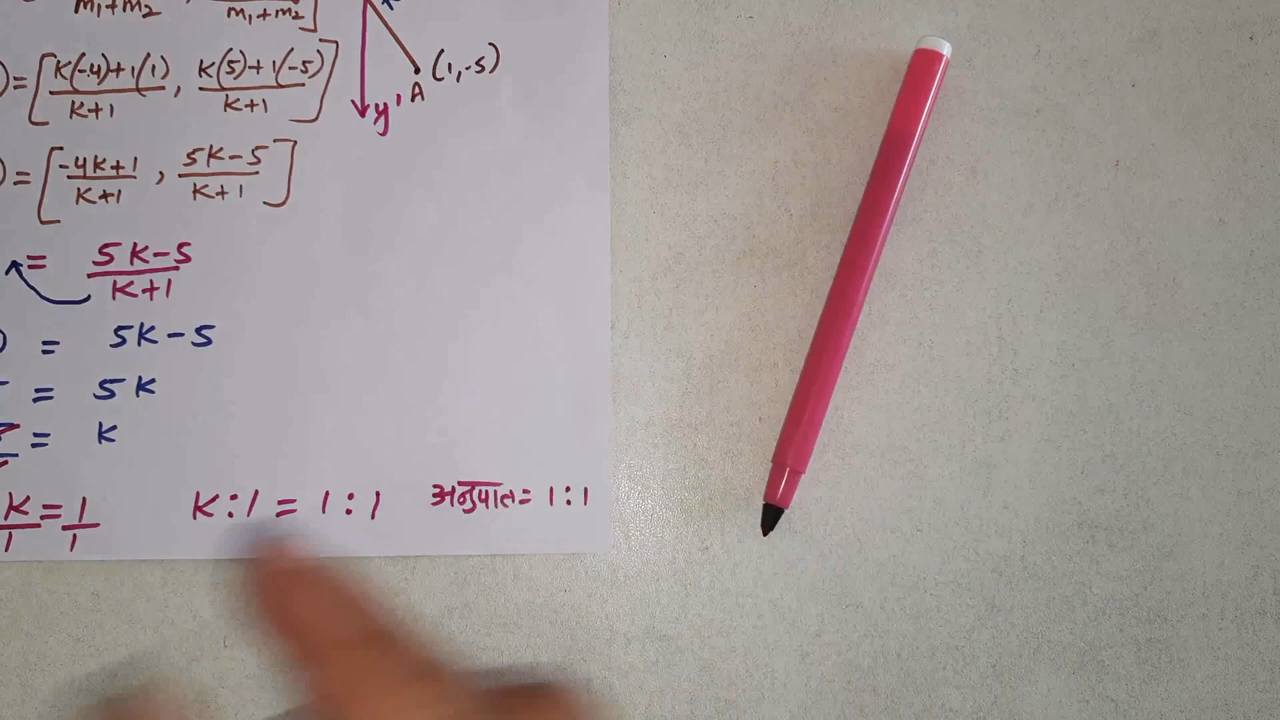 m₁+m₂ , m₁+m₂ ]
) = [ K(-4)+1(1) / K+1 , K(5)+1(-5) / K+1 ]
A (1,-5)
y'
) = [ -4K+1 / K+1 , 5K-5 / K+1 ]
= 5K-5 / K+1
= 5K-5
= 5K
= K
K/1 = 1/1 K:1 = 1:1 अनुपात = 1:1